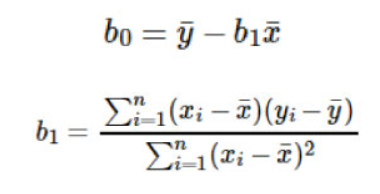 b₀ = ȳ − b₁x̄
b₁ = ∑ⁿᵢ₌₁(xᵢ − x̄)(yᵢ − ȳ) / ∑ⁿᵢ₌₁(xᵢ − x̄)²